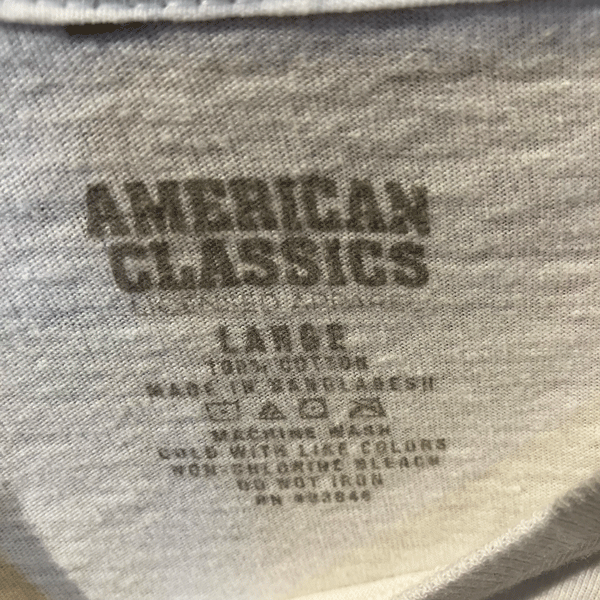 AMERICAN
CLASSICS
LARGE
100% COTTON
MADE IN BANGLADESH
MACHINE WASH
COLD WITH LIKE COLORS
NON-CHLORINE BLEACH
DO NOT IRON
RN